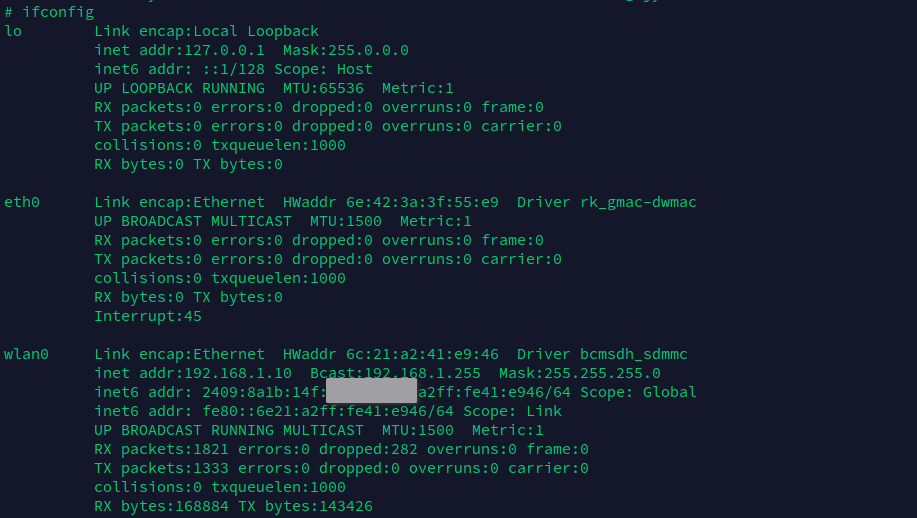 # ifconfig
lo        Link encap:Local Loopback
          inet addr:127.0.0.1  Mask:255.0.0.0
          inet6 addr: ::1/128 Scope: Host
          UP LOOPBACK RUNNING  MTU:65536  Metric:1
          RX packets:0 errors:0 dropped:0 overruns:0 frame:0
          TX packets:0 errors:0 dropped:0 overruns:0 carrier:0
          collisions:0 txqueuelen:1000
          RX bytes:0 TX bytes:0
eth0      Link encap:Ethernet  HWaddr 6e:42:3a:3f:55:e9  Driver rk_gmac-dwmac
          UP BROADCAST MULTICAST  MTU:1500  Metric:1
          RX packets:0 errors:0 dropped:0 overruns:0 frame:0
          TX packets:0 errors:0 dropped:0 overruns:0 carrier:0
          collisions:0 txqueuelen:1000
          RX bytes:0 TX bytes:0
          Interrupt:45
wlan0     Link encap:Ethernet  HWaddr 6c:21:a2:41:e9:46  Driver bcmsdh_sdmmc
          inet addr:192.168.1.10  Bcast:192.168.1.255  Mask:255.255.255.0
          inet6 addr: 2409:8a1b:14f: a2ff:fe41:e946/64 Scope: Global
          inet6 addr: fe80::6e21:a2ff:fe41:e946/64 Scope: Link
          UP BROADCAST RUNNING MULTICAST  MTU:1500  Metric:1
          RX packets:1821 errors:0 dropped:282 overruns:0 frame:0
          TX packets:1333 errors:0 dropped:0 overruns:0 carrier:0
          collisions:0 txqueuelen:1000
          RX bytes:168884 TX bytes:143426